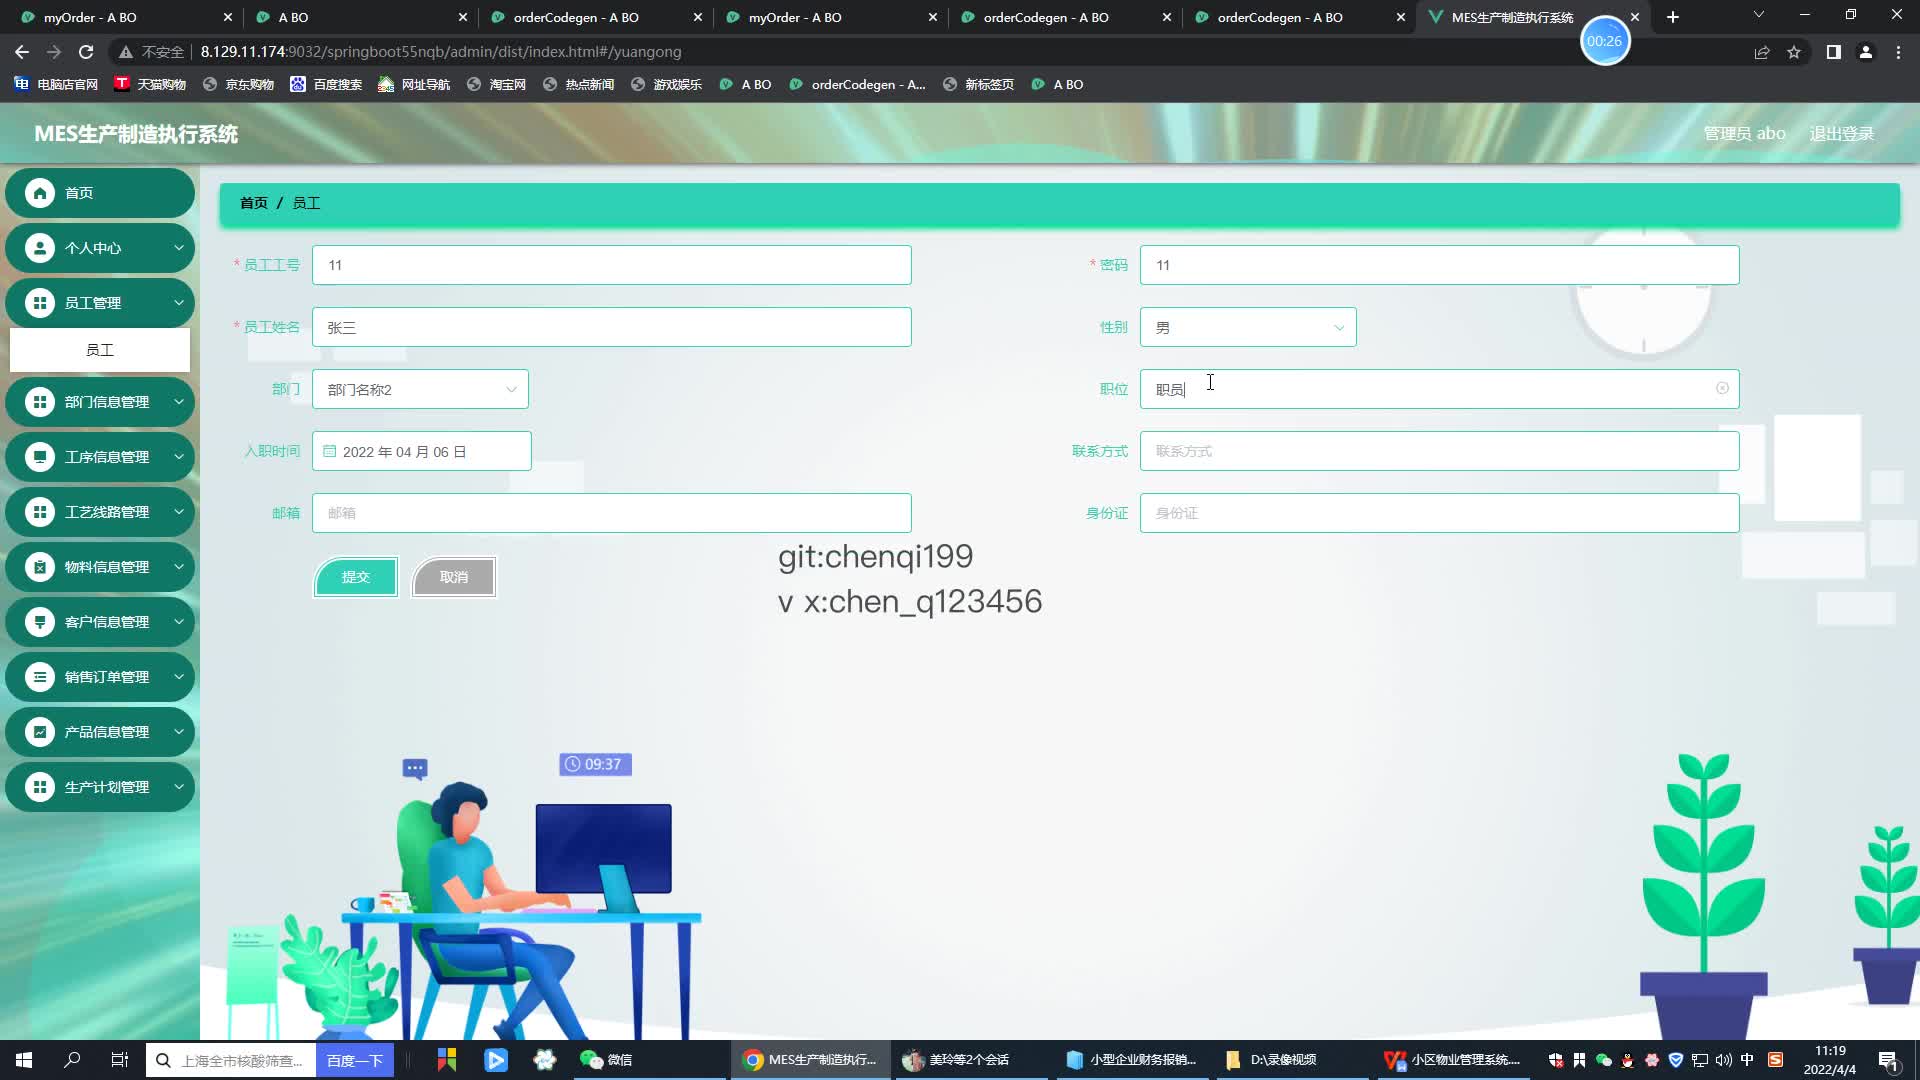 myOrder - A BO
A BO
orderCodegen - A BO
myOrder - A BO
orderCodegen - A BO
orderCodegen - A BO
MES生产制造执行系统
00:26
不安全
8.129.11.174:9032/springboot55nqb/admin/dist/index.html#/yuangong
电脑店官网
天猫购物
京东购物
百度搜索
网址导航
淘宝网
热点新闻
游戏娱乐
A BO
orderCodegen - A...
新标签页
A BO
MES生产制造执行系统
管理员 abo
退出登录
首页
个人中心
员工管理
员工
部门信息管理
工序信息管理
工艺线路管理
物料信息管理
客户信息管理
销售订单管理
产品信息管理
生产计划管理
首页 / 员工
* 员工工号 11
* 密码 11
* 员工姓名 张三
性别 男
部门 部门名称2
职位 职员
入职时间 2022 年 04 月 06 日
联系方式 联系方式
邮箱 邮箱
身份证 身份证
提交
取消
git:chenqi199
v x:chen_q123456
09:37
上海全市核酸筛查...
百度一下
微信
MES生产制造执行...
美玲等2个会话
小型企业财务报销...
D:\录像视频
小区物业管理系统....
中
11:19
2022/4/4
1